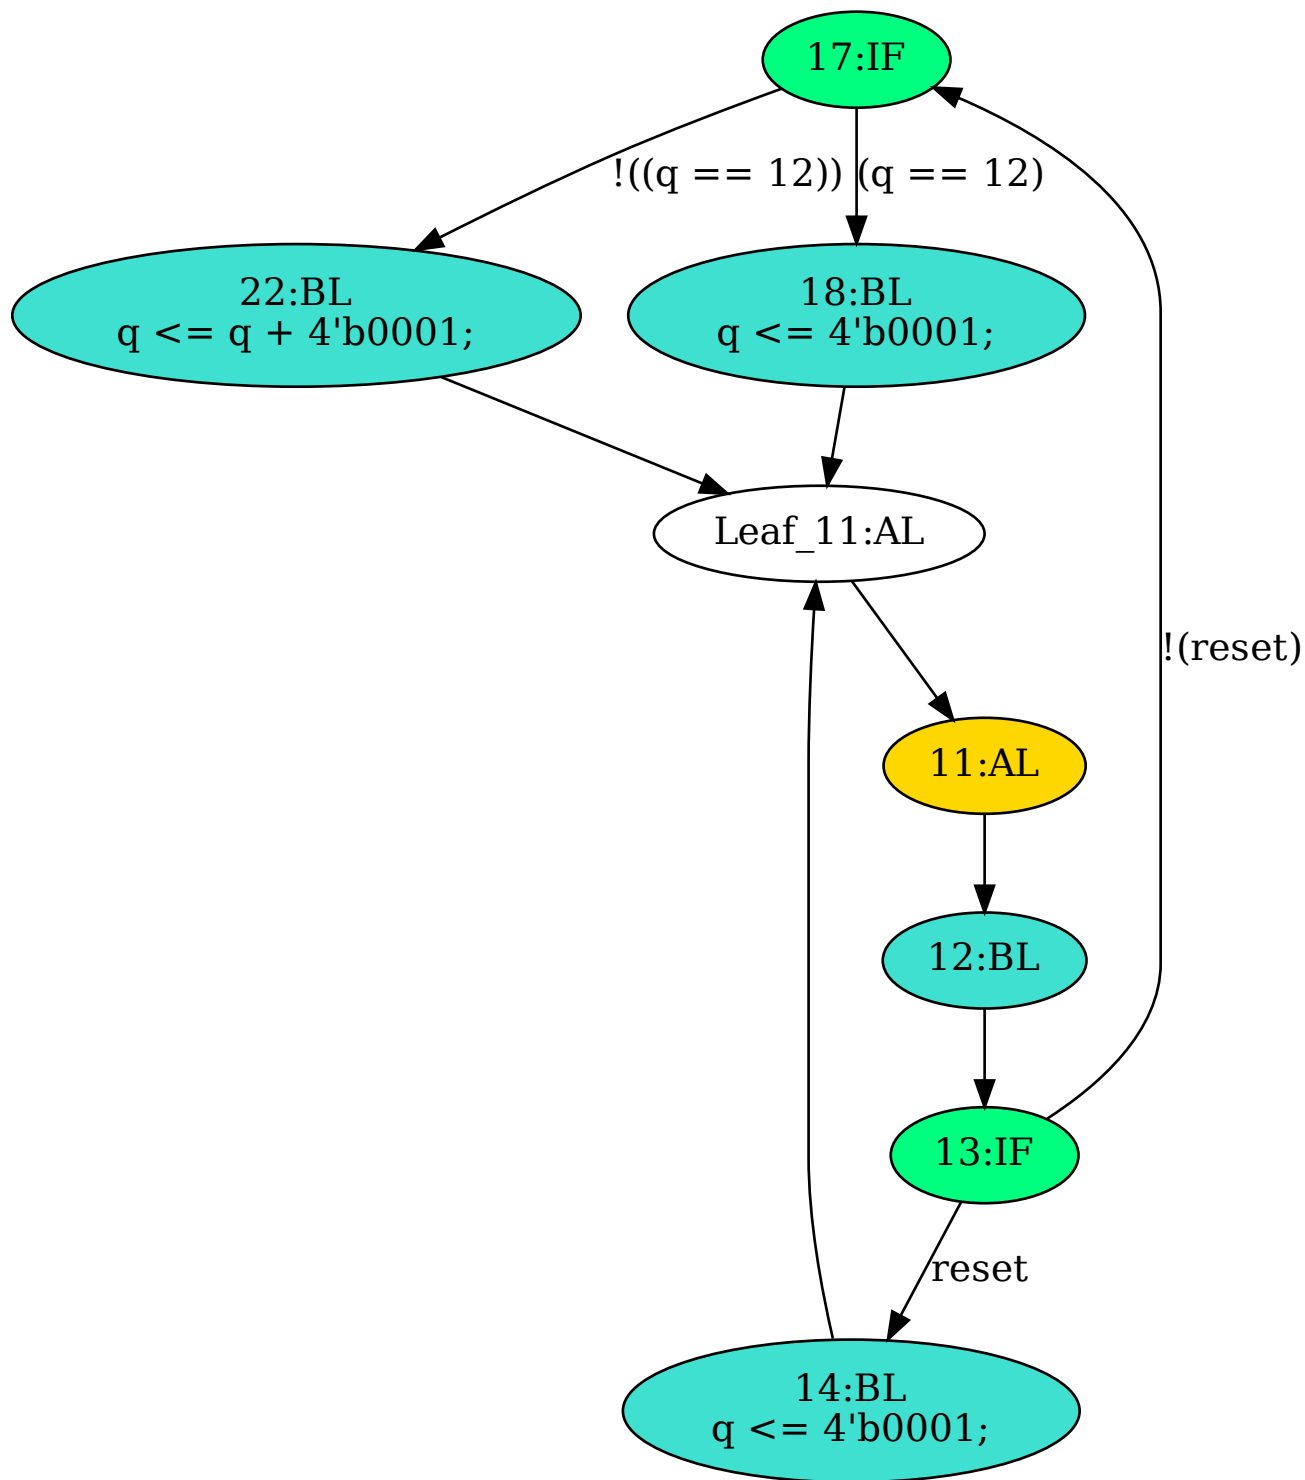 17:IF
!((q == 12))
(q == 12)
22:BL
q <= q + 4'b0001;
18:BL
q <= 4'b0001;
Leaf_11:AL
!(reset)
11:AL
12:BL
13:IF
reset
14:BL
q <= 4'b0001;